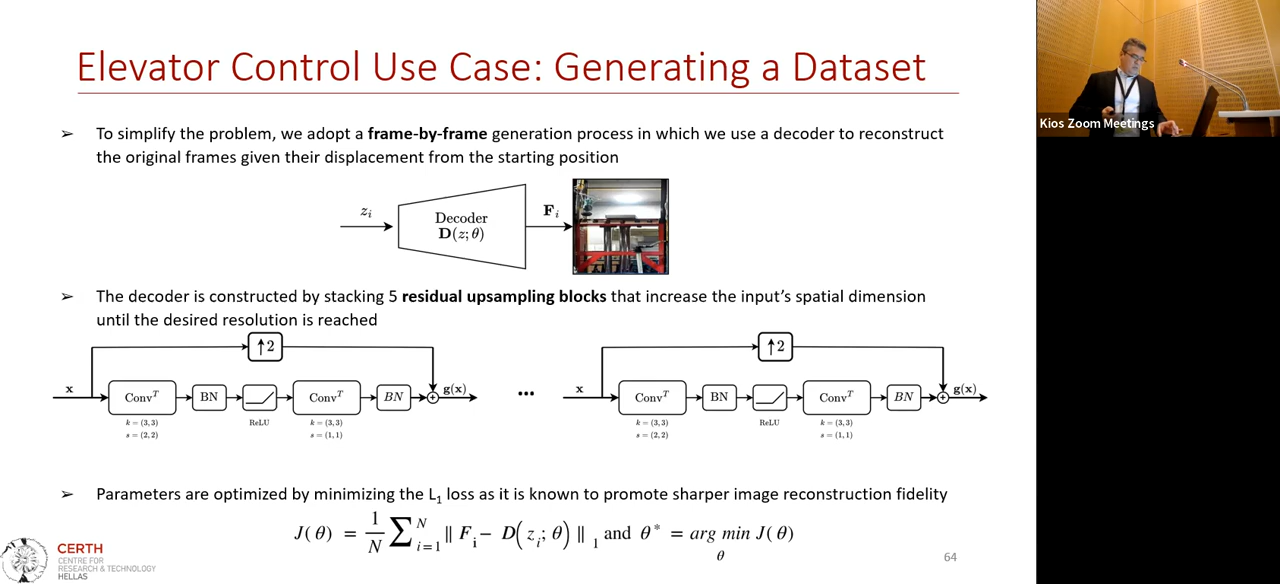 Elevator Control Use Case: Generating a Dataset
Kios Zoom Meetings
➢ To simplify the problem, we adopt a frame-by-frame generation process in which we use a decoder to reconstruct
the original frames given their displacement from the starting position
z_i
Decoder
D(z; θ)
F_i
➢ The decoder is constructed by stacking 5 residual upsampling blocks that increase the input's spatial dimension
until the desired resolution is reached
↑2
x
Conv^T
BN
Conv^T
BN
+
g(x)
k = (3,3)
s = (2,2)
ReLU
k = (3,3)
s = (1,1)
...
↑2
x
Conv^T
BN
Conv^T
BN
+
g(x)
k = (3,3)
s = (2,2)
ReLU
k = (3,3)
s = (1,1)
➢ Parameters are optimized by minimizing the L₁ loss as it is known to promote sharper image reconstruction fidelity
J(θ) = 1/N ∑_{i=1}^{N} ‖ F_i − D(z_i; θ) ‖_1 and θ* = arg min J(θ)
θ
CERTH
CENTRE FOR
RESEARCH & TECHNOLOGY
HELLAS
64